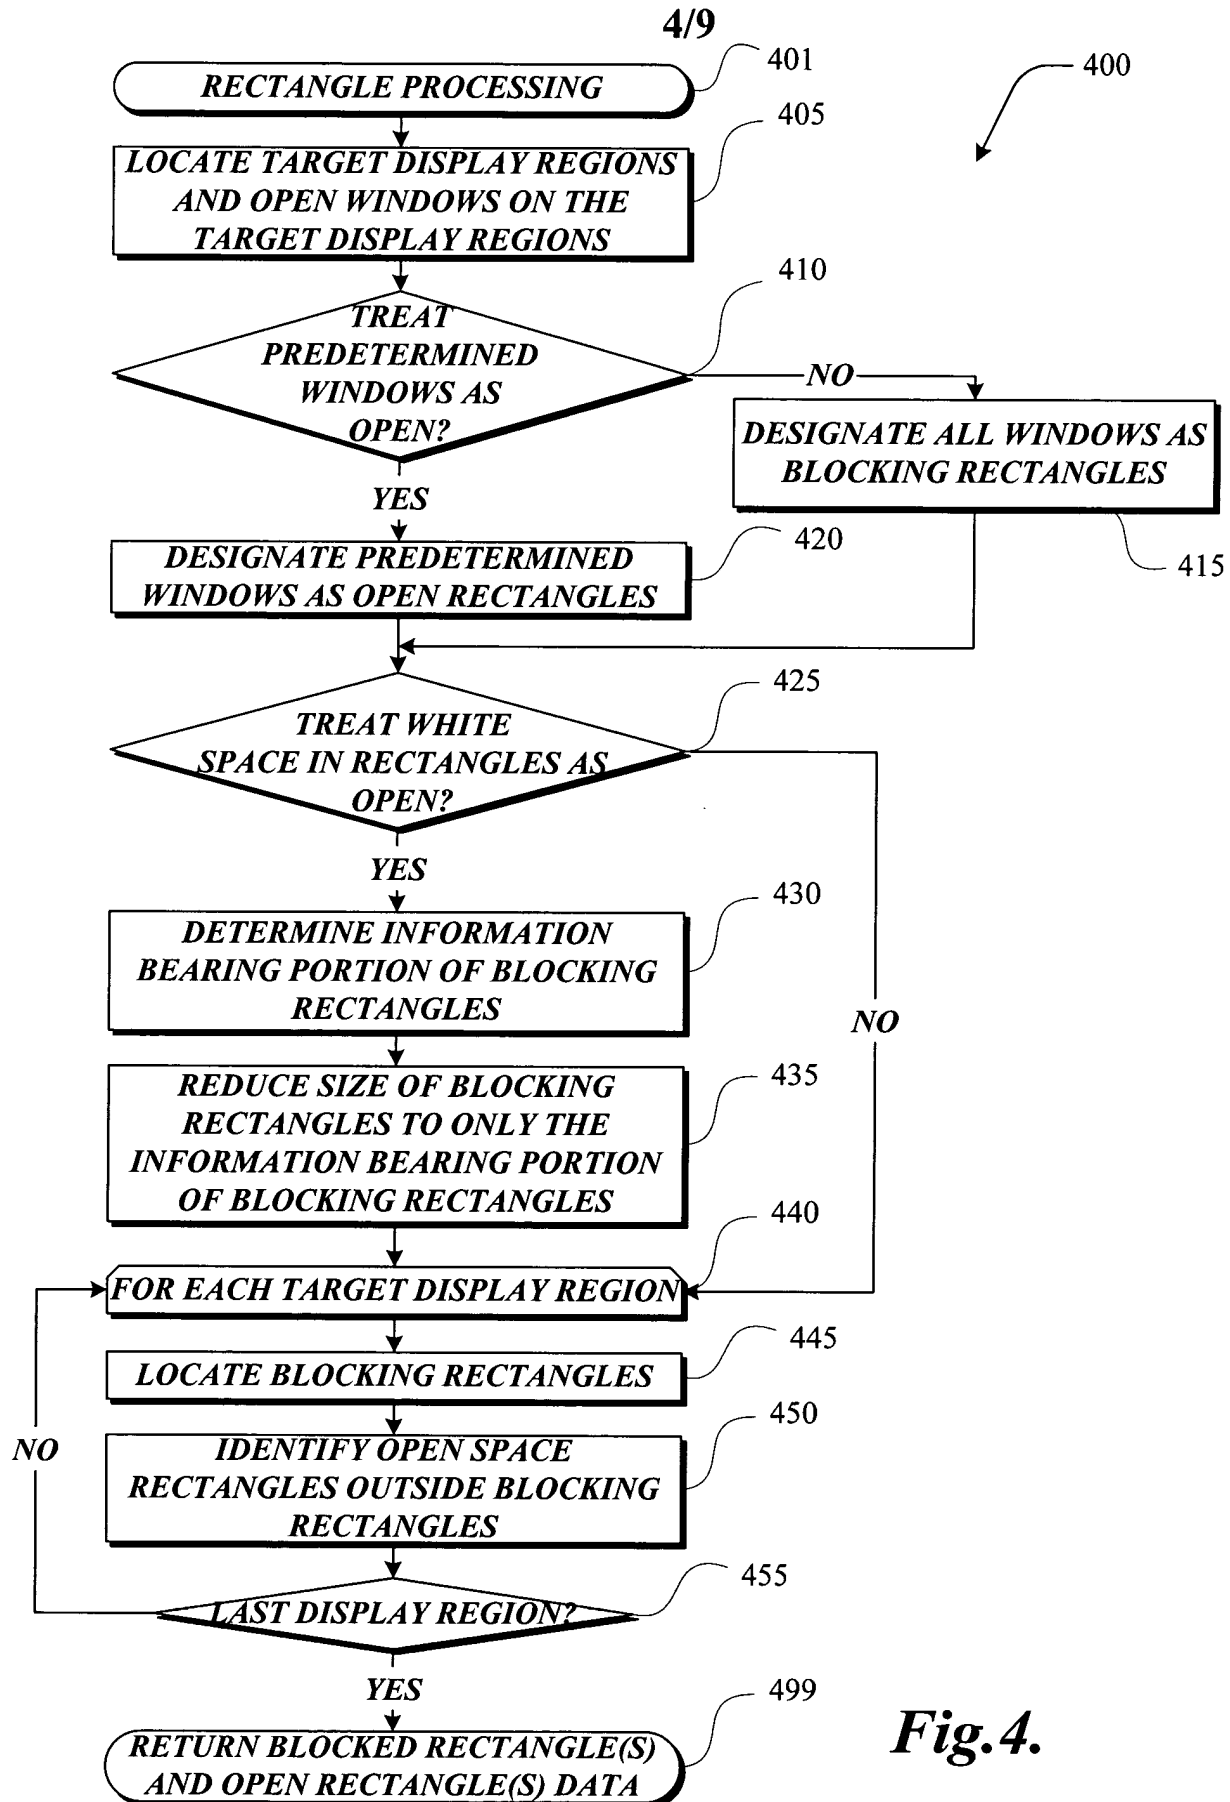 4/9
RECTANGLE PROCESSING
401
400
405
LOCATE TARGET DISPLAY REGIONS
AND OPEN WINDOWS ON THE
TARGET DISPLAY REGIONS
410
TREAT
PREDETERMINED
WINDOWS AS
OPEN?
NO
DESIGNATE ALL WINDOWS AS
BLOCKING RECTANGLES
415
YES
420
DESIGNATE PREDETERMINED
WINDOWS AS OPEN RECTANGLES
425
TREAT WHITE
SPACE IN RECTANGLES AS
OPEN?
YES
NO
430
DETERMINE INFORMATION
BEARING PORTION OF BLOCKING
RECTANGLES
435
REDUCE SIZE OF BLOCKING
RECTANGLES TO ONLY THE
INFORMATION BEARING PORTION
OF BLOCKING RECTANGLES
440
FOR EACH TARGET DISPLAY REGION
445
LOCATE BLOCKING RECTANGLES
450
IDENTIFY OPEN SPACE
RECTANGLES OUTSIDE BLOCKING
RECTANGLES
NO
455
LAST DISPLAY REGION?
YES
499
RETURN BLOCKED RECTANGLE(S)
AND OPEN RECTANGLE(S) DATA
Fig.4.